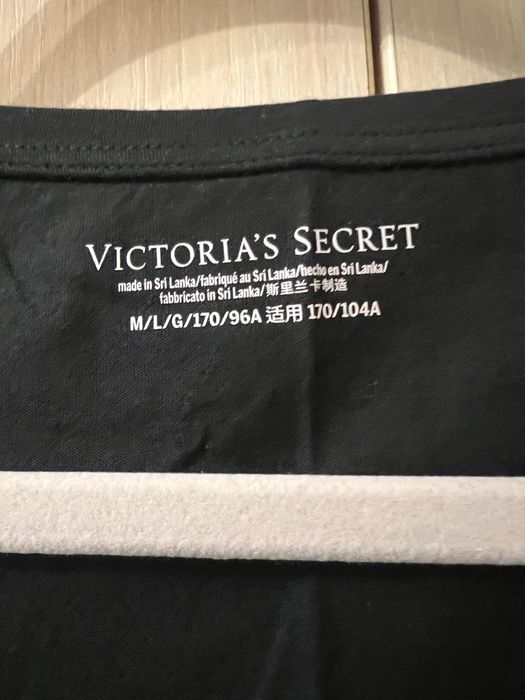 VICTORIA'S SECRET
made in Sri Lanka/fabriqué au Sri Lanka/hecho en Sri Lanka/
fabbricato in Sri Lanka/斯里兰卡制造
M/L/G/170/96A 适用 170/104A